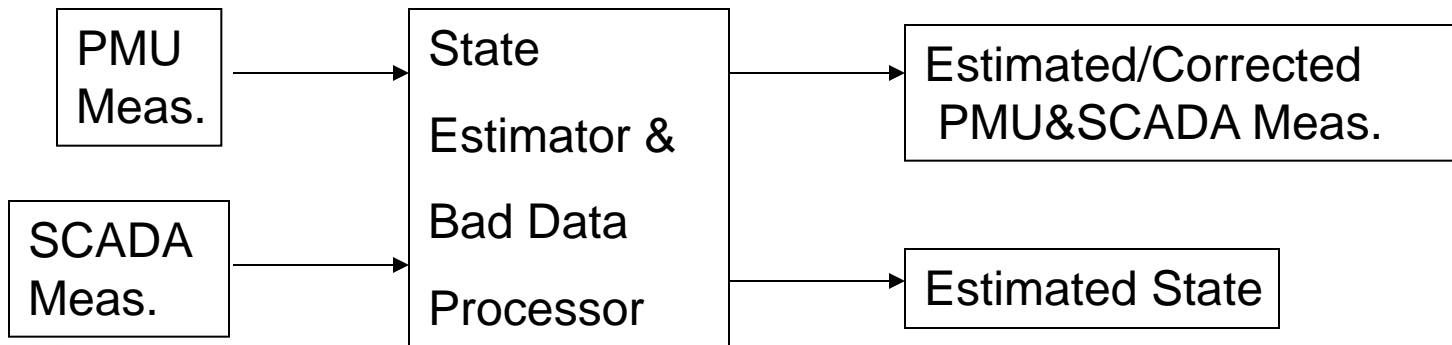 PMU
Meas.
SCADA
Meas.
State
Estimator &
Bad Data
Processor
Estimated/Corrected
PMU&SCADA Meas.
Estimated State